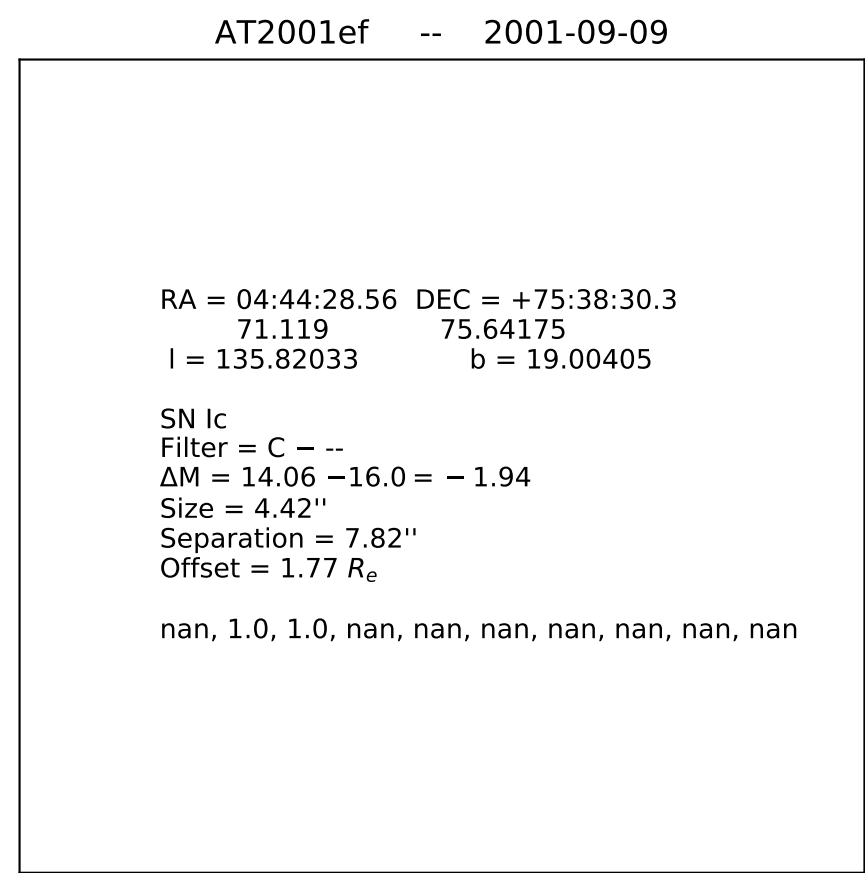 AT2001ef -- 2001-09-09
RA = 04:44:28.56 DEC = +75:38:30.3
71.119 75.64175
l = 135.82033 b = 19.00405
SN Ic
Filter = C − --
ΔM = 14.06 −16.0 = − 1.94
Size = 4.42''
Separation = 7.82''
Offset = 1.77 Rₑ
nan, 1.0, 1.0, nan, nan, nan, nan, nan, nan, nan